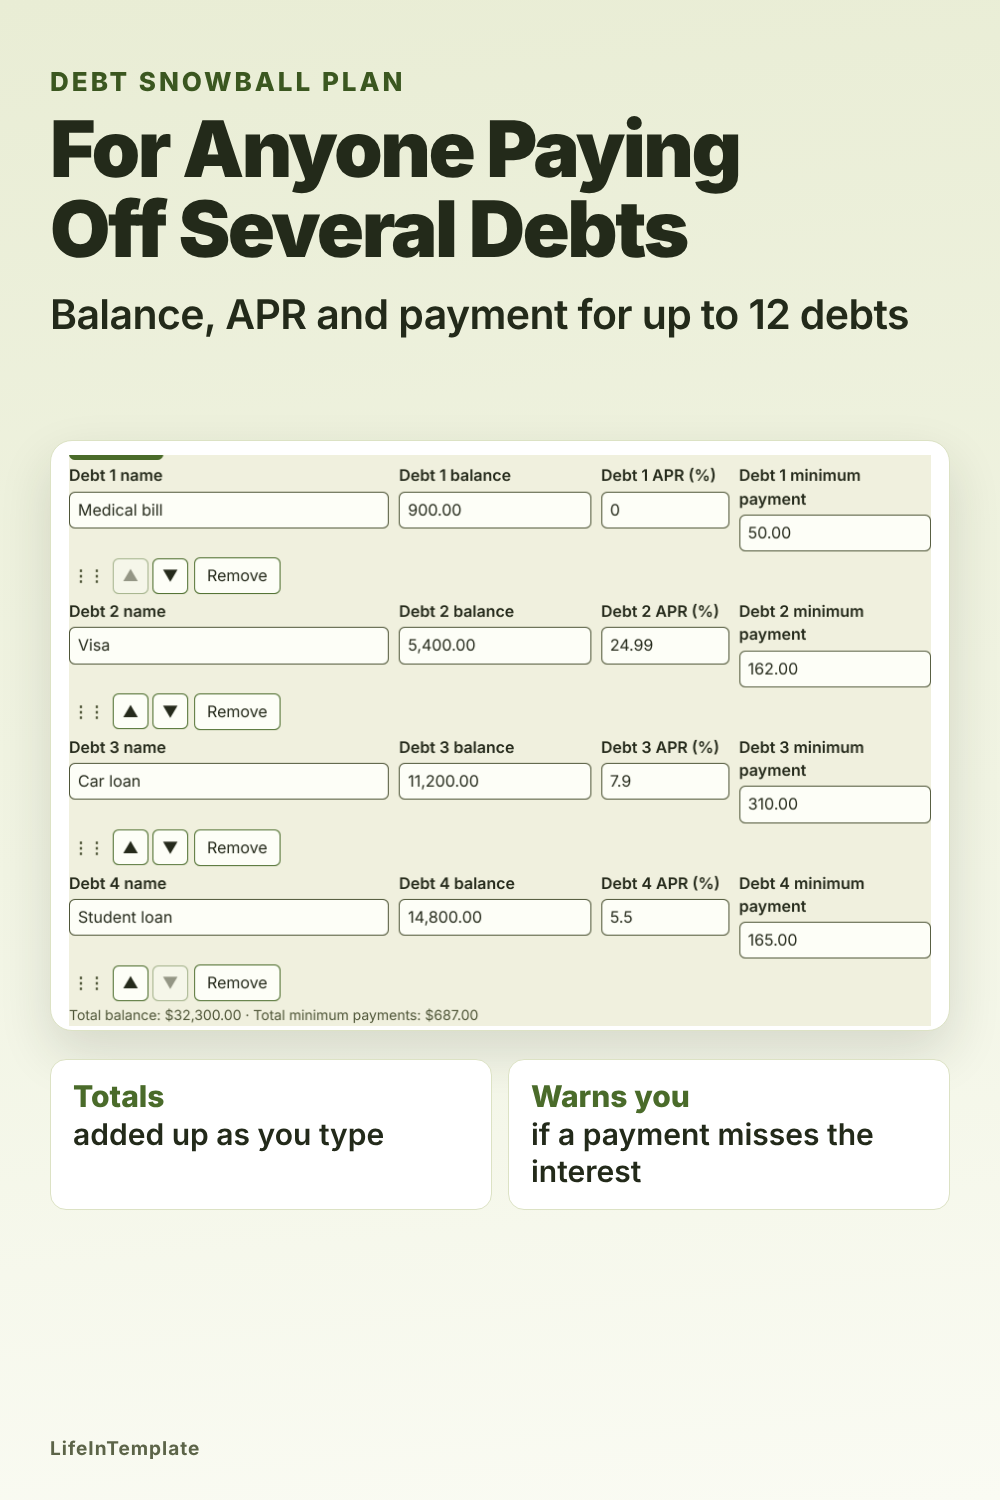 DEBT SNOWBALL PLAN
For Anyone Paying
Off Several Debts
Balance, APR and payment for up to 12 debts
Debt 1 name
Debt 1 balance
Debt 1 APR (%)
Debt 1 minimum
payment
Medical bill
900.00
0
50.00
Remove
Debt 2 name
Debt 2 balance
Debt 2 APR (%)
Debt 2 minimum
payment
Visa
5,400.00
24.99
162.00
Remove
Debt 3 name
Debt 3 balance
Debt 3 APR (%)
Debt 3 minimum
payment
Car loan
11,200.00
7.9
310.00
Remove
Debt 4 name
Debt 4 balance
Debt 4 APR (%)
Debt 4 minimum
payment
Student loan
14,800.00
5.5
165.00
Remove
Total balance: $32,300.00 · Total minimum payments: $687.00
Totals
added up as you type
Warns you
if a payment misses the
interest
LifeInTemplate